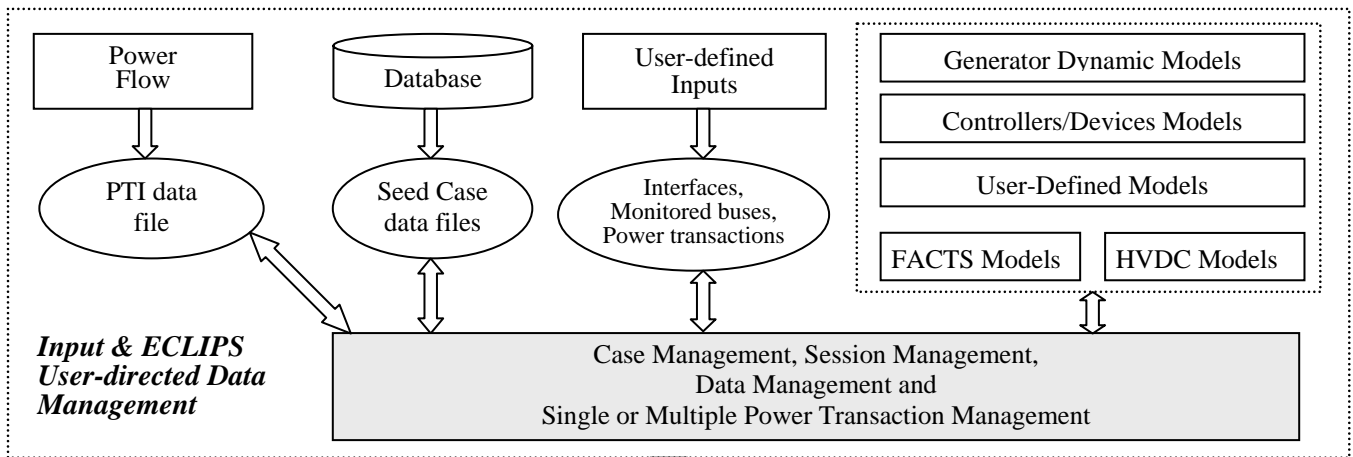 Power
Flow
Database
User-defined
Inputs
Generator Dynamic Models
Controllers/Devices Models
User-Defined Models
FACTS Models
HVDC Models
PTI data
file
Seed Case
data files
Interfaces,
Monitored buses,
Power transactions
Input & ECLIPS
User-directed Data
Management
Case Management, Session Management,
Data Management and
Single or Multiple Power Transaction Management